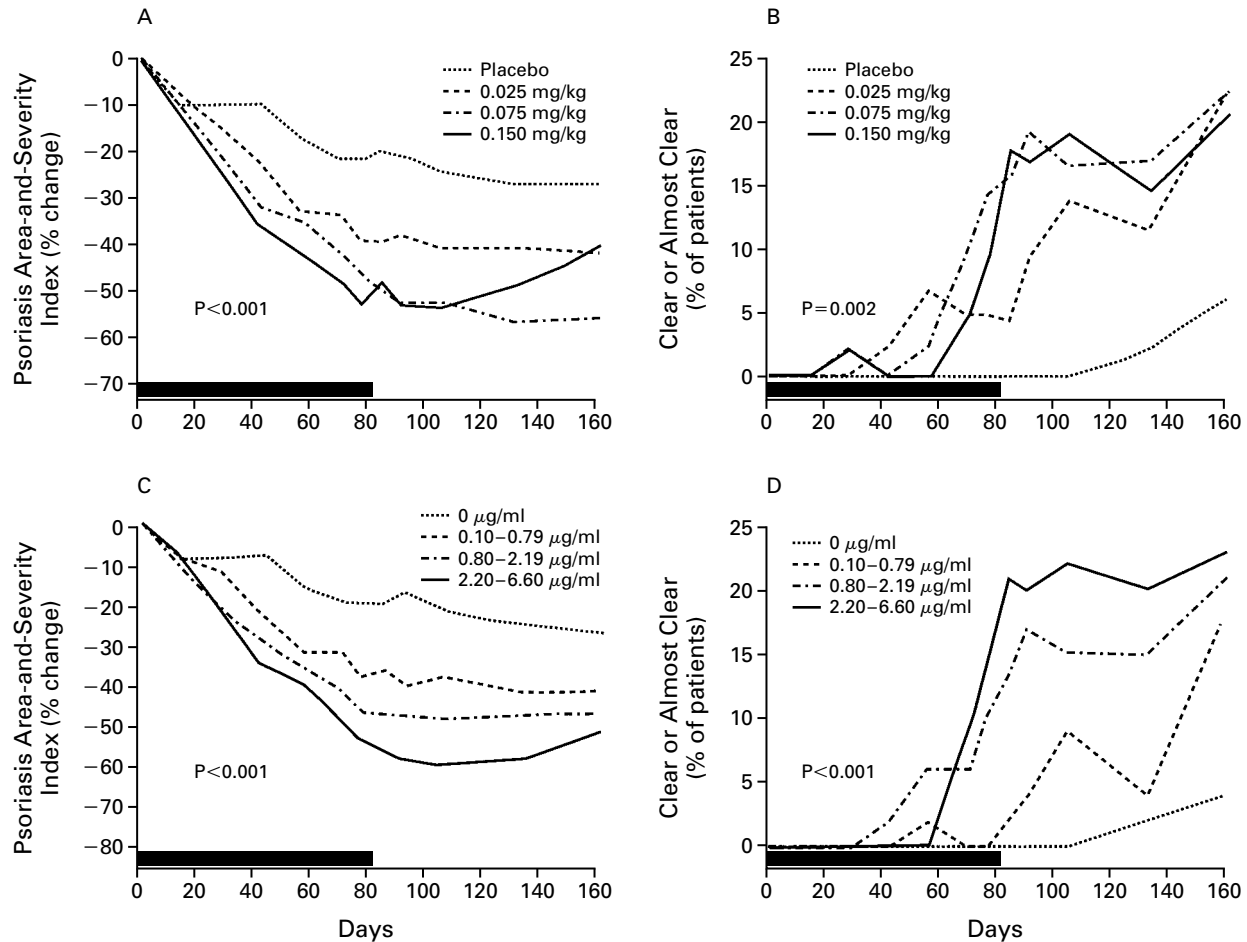 A
Psoriasis Area-and-Severity
Index (% change)
0
−10
−20
−30
−40
−50
−60
−70
Placebo
0.025 mg/kg
0.075 mg/kg
0.150 mg/kg
P<0.001
0 20 40 60 80 100 120 140 160
B
Clear or Almost Clear
(% of patients)
25
20
15
10
5
0
Placebo
0.025 mg/kg
0.075 mg/kg
0.150 mg/kg
P=0.002
0 20 40 60 80 100 120 140 160
C
Psoriasis Area-and-Severity
Index (% change)
0
−10
−20
−30
−40
−50
−60
−70
−80
0 μg/ml
0.10–0.79 μg/ml
0.80–2.19 μg/ml
2.20–6.60 μg/ml
P<0.001
0 20 40 60 80 100 120 140 160
Days
D
Clear or Almost Clear
(% of patients)
25
20
15
10
5
0
0 μg/ml
0.10–0.79 μg/ml
0.80–2.19 μg/ml
2.20–6.60 μg/ml
P<0.001
0 20 40 60 80 100 120 140 160
Days